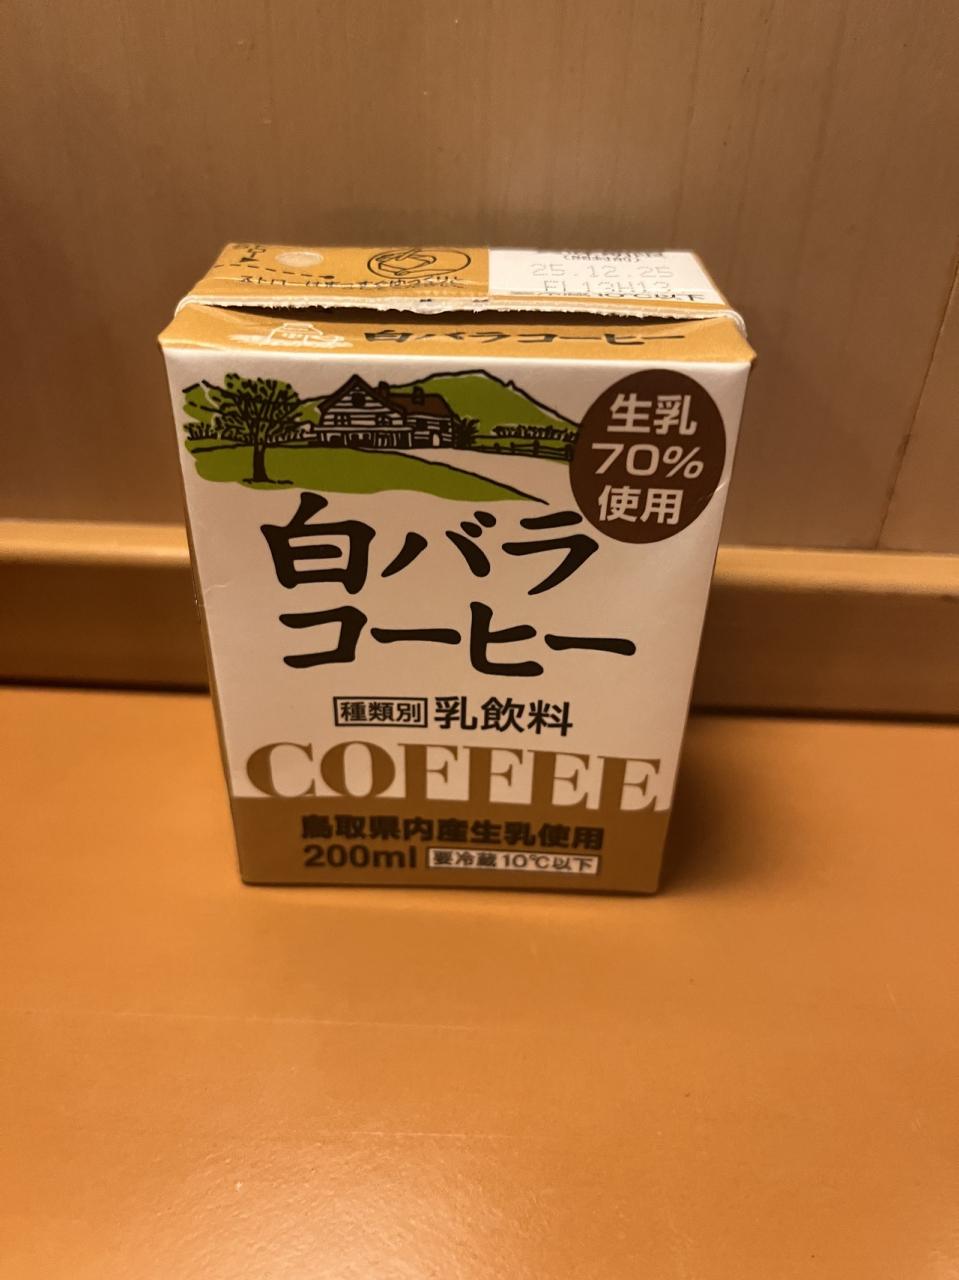 25.12.25
白バラコーヒー
生乳
70%
使用
白バラ
コーヒー
種類別 乳飲料
COFFEE
鳥取県内産生乳使用
200ml 要冷蔵10℃以下